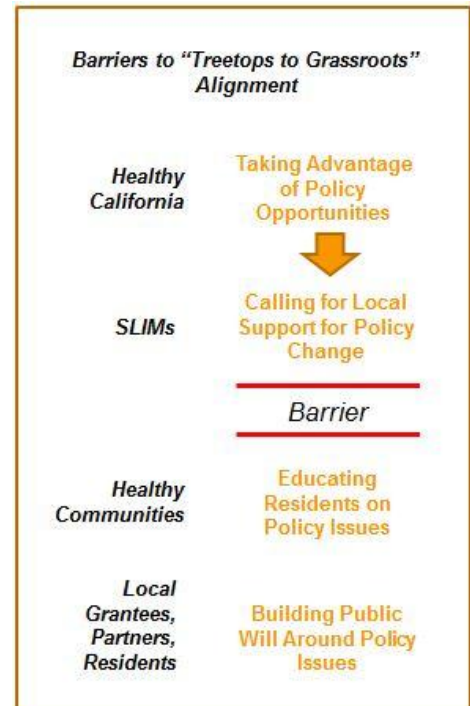 Barriers to “Treetops to Grassroots”
Alignment
Healthy
California
Taking Advantage
of Policy
Opportunities
SLIMs
Calling for Local
Support for Policy
Change
Barrier
Healthy
Communities
Educating
Residents on
Policy Issues
Local
Grantees,
Partners,
Residents
Building Public
Will Around Policy
Issues